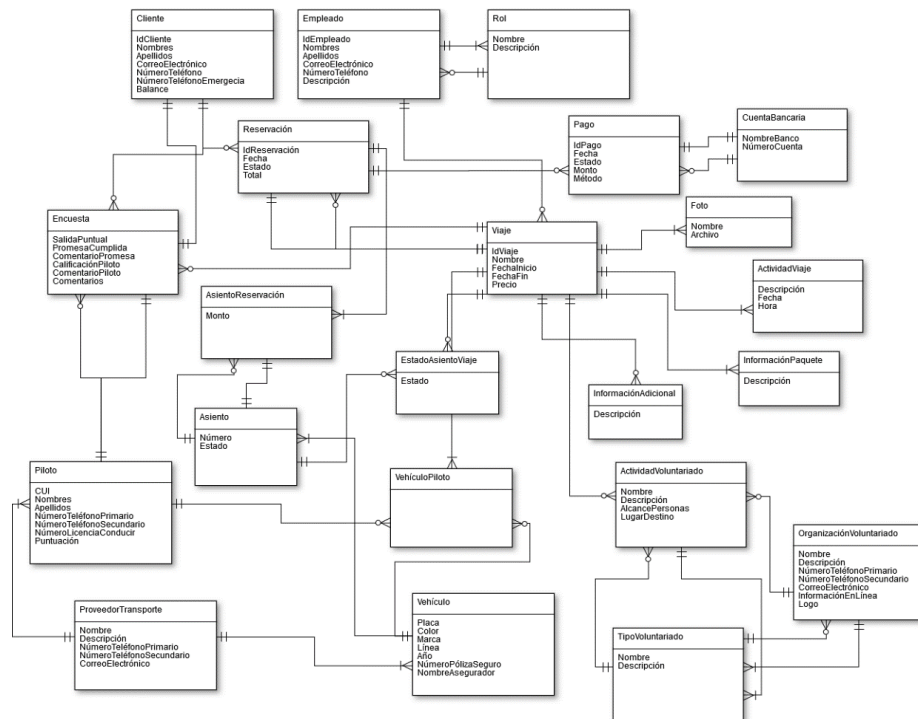 Cliente
IdCliente
Nombres
Apellidos
CorreoElectrónico
NúmeroTeléfono
NúmeroTeléfonoEmergecia
Balance
Empleado
IdEmpleado
Nombres
Apellidos
CorreoElectrónico
NúmeroTeléfono
Descripción
Rol
Nombre
Descripción
Reservación
IdReservación
Fecha
Estado
Total
Pago
IdPago
Fecha
Estado
Monto
Método
CuentaBancaria
NombreBanco
NúmeroCuenta
Encuesta
SalidaPuntual
PromesaCumplida
ComentarioPromesa
CalificaciónPiloto
ComentarioPiloto
Comentarios
Viaje
IdViaje
Nombre
FechaInicio
FechaFin
Precio
Foto
Nombre
Archivo
ActividadViaje
Descripción
Fecha
Hora
AsientoReservación
Monto
EstadoAsientoViaje
Estado
InformaciónPaquete
Descripción
InformaciónAdicional
Descripción
Asiento
Número
Estado
Piloto
CUI
Nombres
Apellidos
NúmeroTeléfonoPrimario
NúmeroTeléfonoSecundario
NúmeroLicenciaConducir
Puntuación
VehículoPiloto
ActividadVoluntariado
Nombre
Descripción
AlcancePersonas
LugarDestino
OrganizaciónVoluntariado
Nombre
Descripción
NúmeroTeléfonoPrimario
NúmeroTeléfonoSecundario
CorreoElectrónico
InformaciónEnLínea
Logo
ProveedorTransporte
Nombre
Descripción
NúmeroTeléfonoPrimario
NúmeroTeléfonoSecundario
CorreoElectrónico
Vehículo
Placa
Color
Marca
Línea
Año
NúmeroPólizaSeguro
NombreAsegurador
TipoVoluntariado
Nombre
Descripción